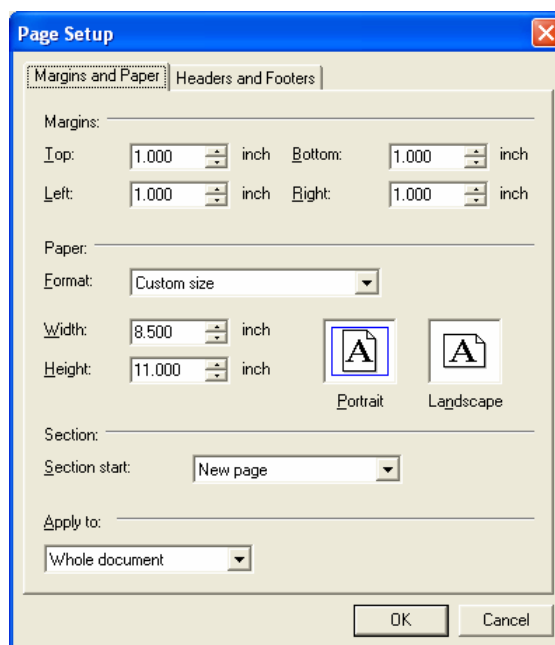 Page Setup
Margins and Paper Headers and Footers
Margins:
Top: 1.000 inch Bottom: 1.000 inch
Left: 1.000 inch Right: 1.000 inch
Paper:
Format: Custom size
Width: 8.500 inch
Height: 11.000 inch
A A
Portrait Landscape
Section:
Section start: New page
Apply to:
Whole document
OK Cancel